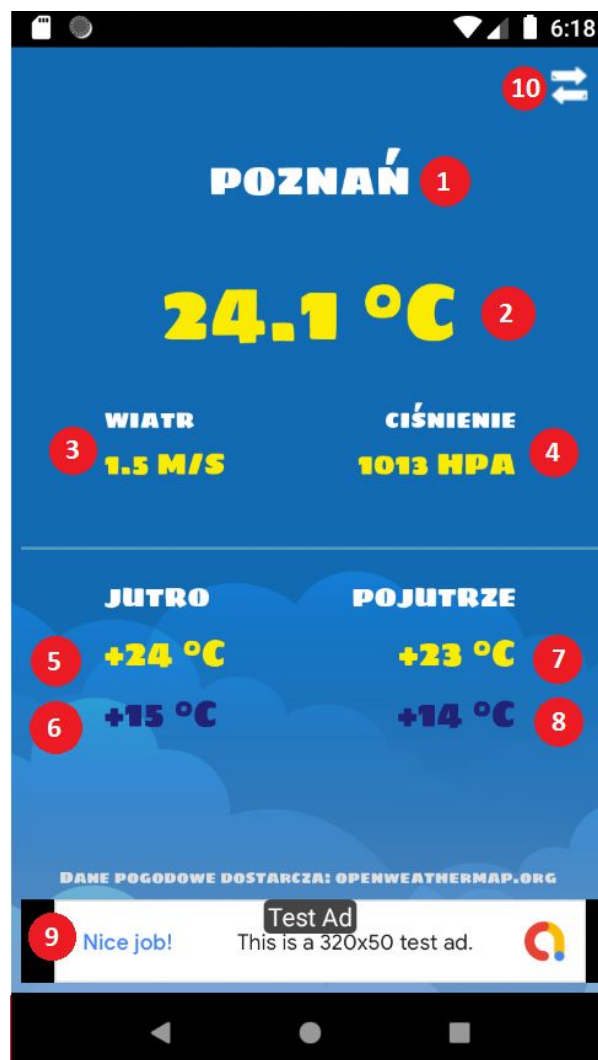 6:18
10
POZNAŃ 1
24.1 °C 2
WIATR CIŚNIENIE
3 1.5 M/S 1013 HPA 4
JUTRO POJUTRZE
5 +24 °C +23 °C 7
6 +15 °C +14 °C 8
DANE POGODOWE DOSTARCZA: OPENWEATHERMAP.ORG
Test Ad
9 Nice job! This is a 320x50 test ad.